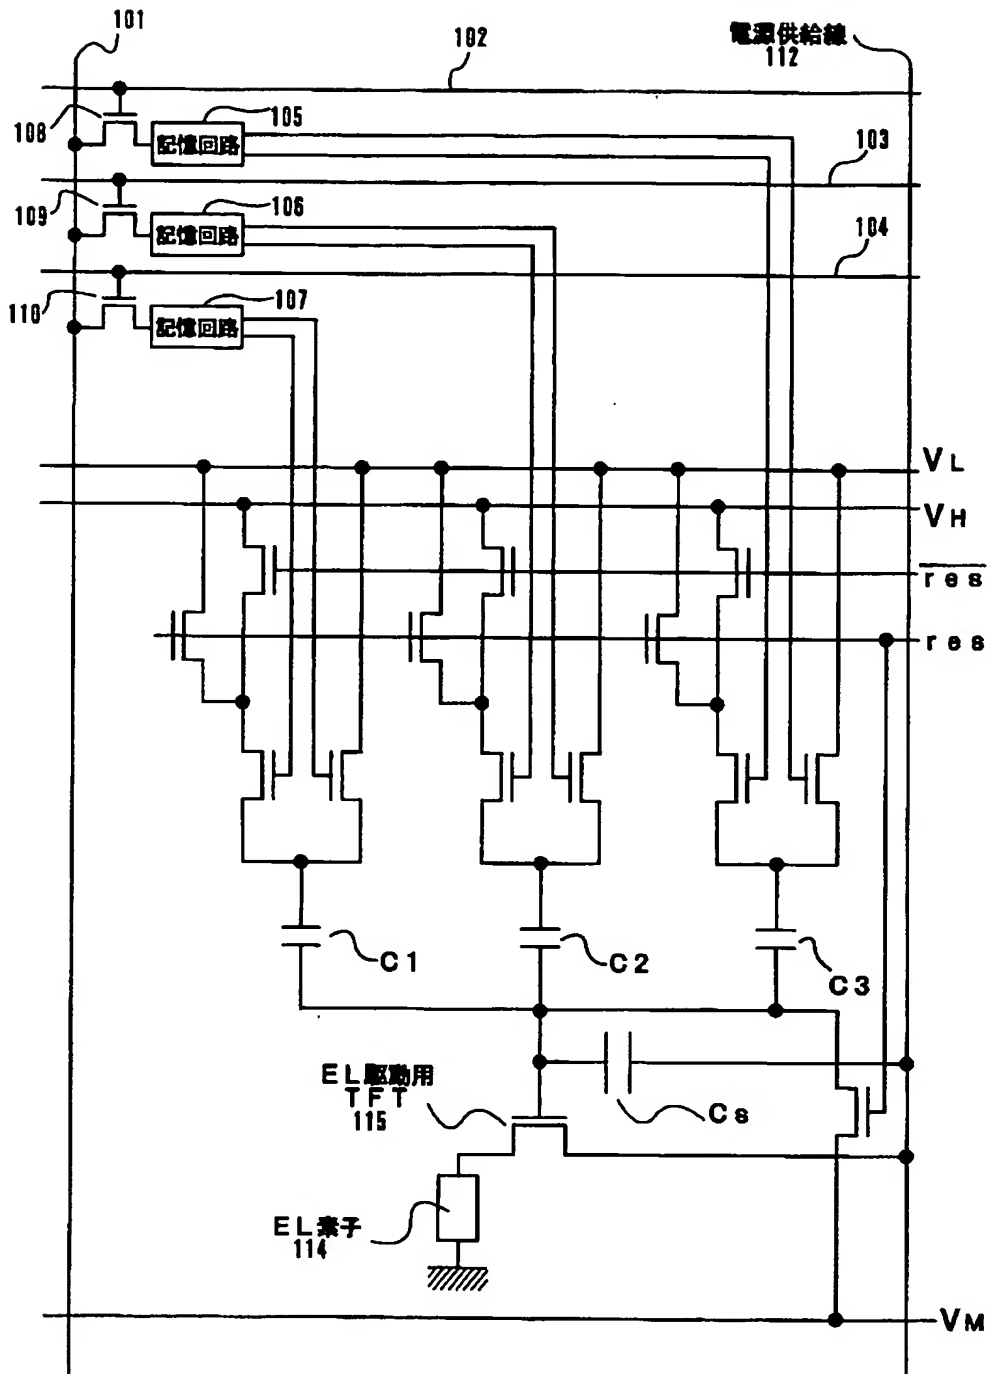 101
102
電源供給線
112
108
105
記憶回路
103
109
106
記憶回路
104
110
107
記憶回路
VL
VH
res
res
C1
C2
C3
EL駆動用
TFT
115
Cs
EL素子
114
VM